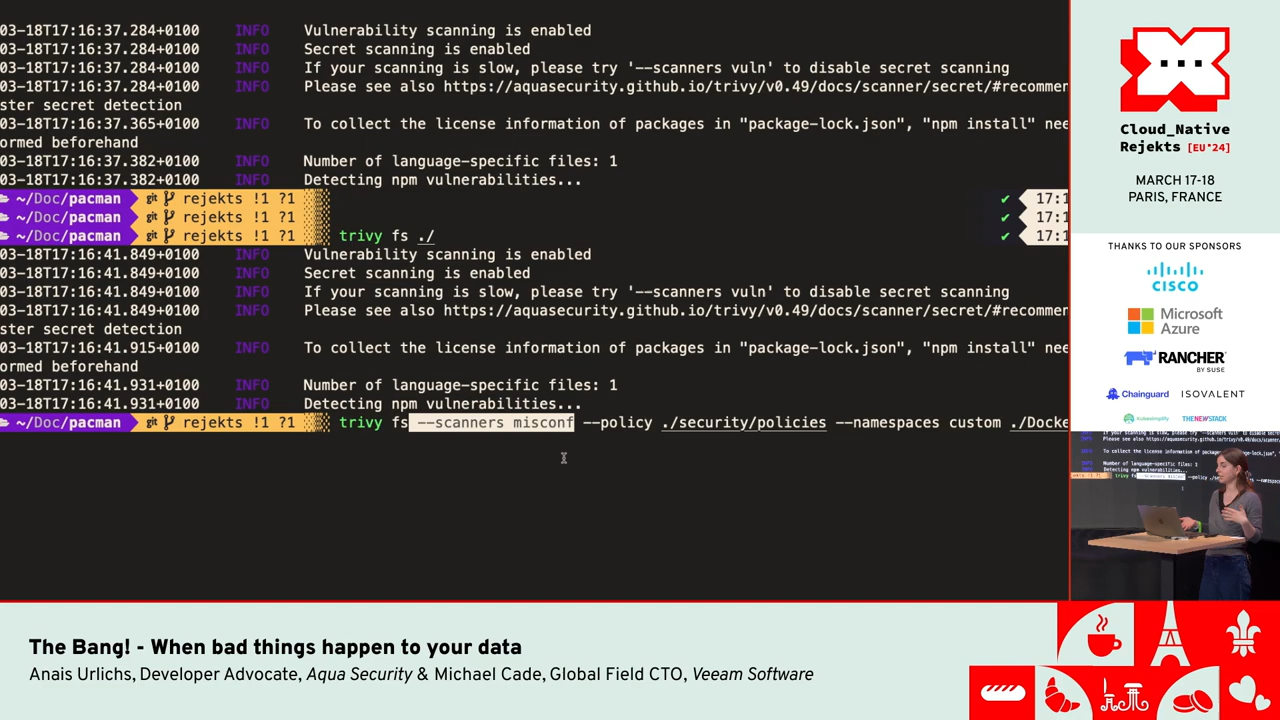 03-18T17:16:37.284+0100 INFO Vulnerability scanning is enabled
03-18T17:16:37.284+0100 INFO Secret scanning is enabled
03-18T17:16:37.284+0100 INFO If your scanning is slow, please try '--scanners vuln' to disable secret scanning
03-18T17:16:37.284+0100 INFO Please see also https://aquasecurity.github.io/trivy/v0.49/docs/scanner/secret/#recommen
ster secret detection
03-18T17:16:37.365+0100 INFO To collect the license information of packages in "package-lock.json", "npm install" nee
ormed beforehand
03-18T17:16:37.382+0100 INFO Number of language-specific files: 1
03-18T17:16:37.382+0100 INFO Detecting npm vulnerabilities...
~/Doc/pacman git rejekts !1 ?1 ✔ 17:1
~/Doc/pacman git rejekts !1 ?1 ✔ 17:1
~/Doc/pacman git rejekts !1 ?1 trivy fs ./ ✔ 17:1
03-18T17:16:41.849+0100 INFO Vulnerability scanning is enabled
03-18T17:16:41.849+0100 INFO Secret scanning is enabled
03-18T17:16:41.849+0100 INFO If your scanning is slow, please try '--scanners vuln' to disable secret scanning
03-18T17:16:41.849+0100 INFO Please see also https://aquasecurity.github.io/trivy/v0.49/docs/scanner/secret/#recommen
ster secret detection
03-18T17:16:41.915+0100 INFO To collect the license information of packages in "package-lock.json", "npm install" nee
ormed beforehand
03-18T17:16:41.931+0100 INFO Number of language-specific files: 1
03-18T17:16:41.931+0100 INFO Detecting npm vulnerabilities...
~/Doc/pacman git rejekts !1 ?1 trivy fs --scanners misconf --policy ./security/policies --namespaces custom ./Docke
Cloud_Native
Rejekts [EU'24]
MARCH 17-18
PARIS, FRANCE
THANKS TO OUR SPONSORS
CISCO
Microsoft
Azure
RANCHER
BY SUSE
Chainguard ISOVALENT
kubesimplify THENEWSTACK
The Bang! - When bad things happen to your data
Anais Urlichs, Developer Advocate, Aqua Security & Michael Cade, Global Field CTO, Veeam Software